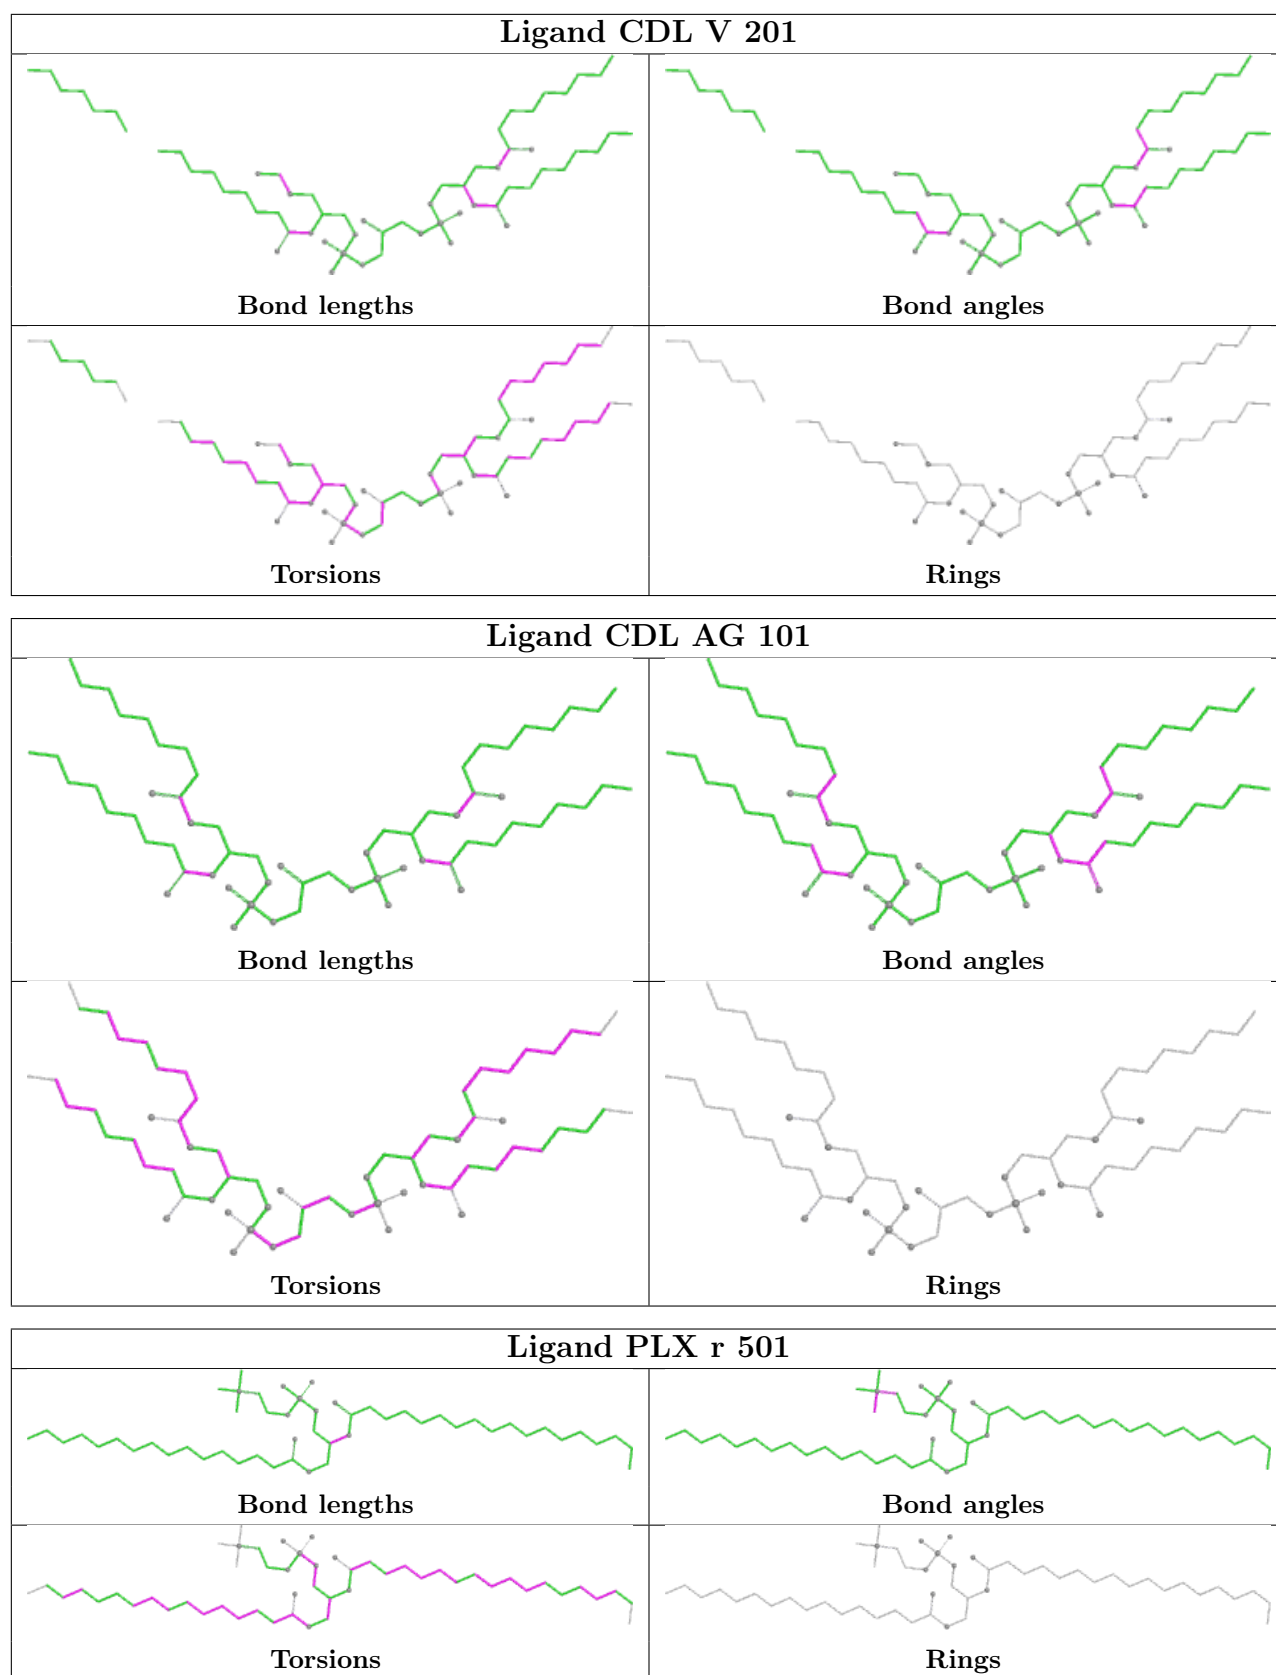 Ligand CDL V 201
Bond lengths
Bond angles
Torsions
Rings
Ligand CDL AG 101
Bond lengths
Bond angles
Torsions
Rings
Ligand PLX r 501
Bond lengths
Bond angles
Torsions
Rings